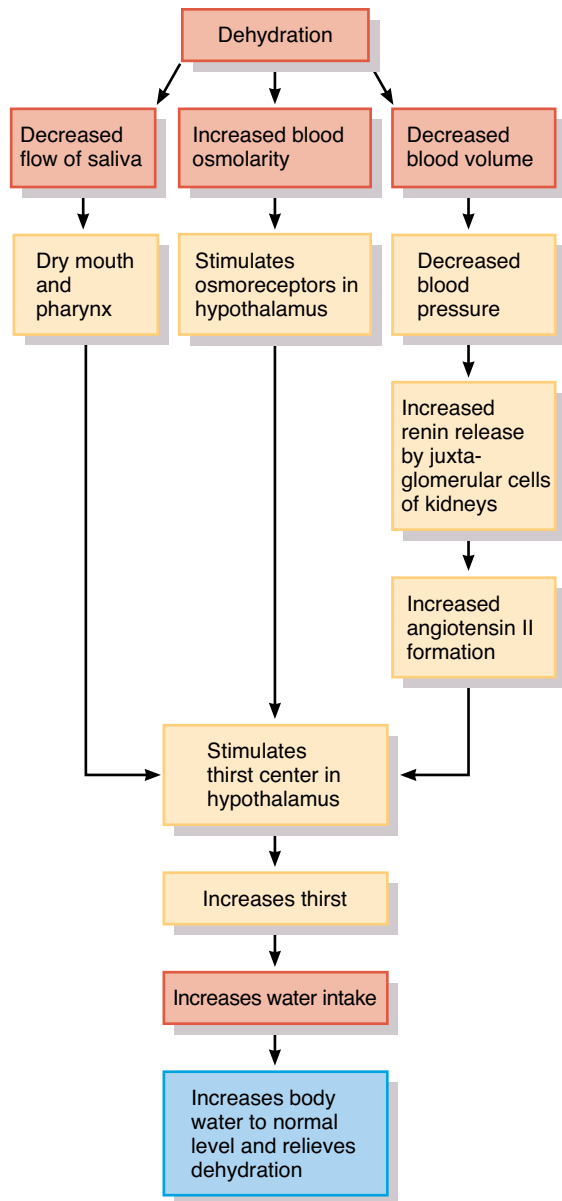 Dehydration
Decreased
flow of saliva
Increased blood
osmolarity
Decreased
blood volume
Dry mouth
and
pharynx
Stimulates
osmoreceptors in
hypothalamus
Decreased
blood
pressure
Increased
renin release
by juxta-
glomerular cells
of kidneys
Increased
angiotensin II
formation
Stimulates
thirst center in
hypothalamus
Increases thirst
Increases water intake
Increases body
water to normal
level and relieves
dehydration